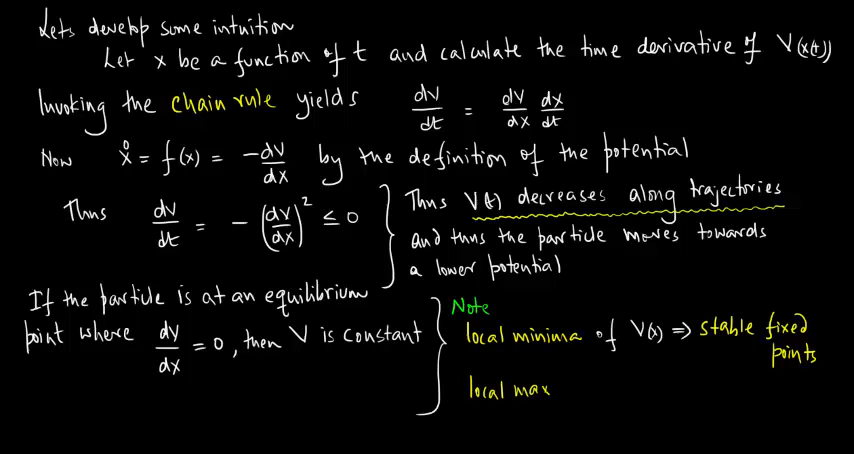 Lets develop some intuition
Let x be a function of t and calculate the time derivative of V(x(t))
Invoking the chain rule yields dV/dt = dV/dx dx/dt
Now ẋ = f(x) = -dV/dx by the definition of the potential
Thus dV/dt = -(dV/dx)² ≤ 0
Thus V(t) decreases along trajectories
and thus the particle moves towards
a lower potential
If the particle is at an equilibrium
point where dV/dx = 0, then V is constant
Note
local minima of V(x) ⇒ stable fixed
points
local max